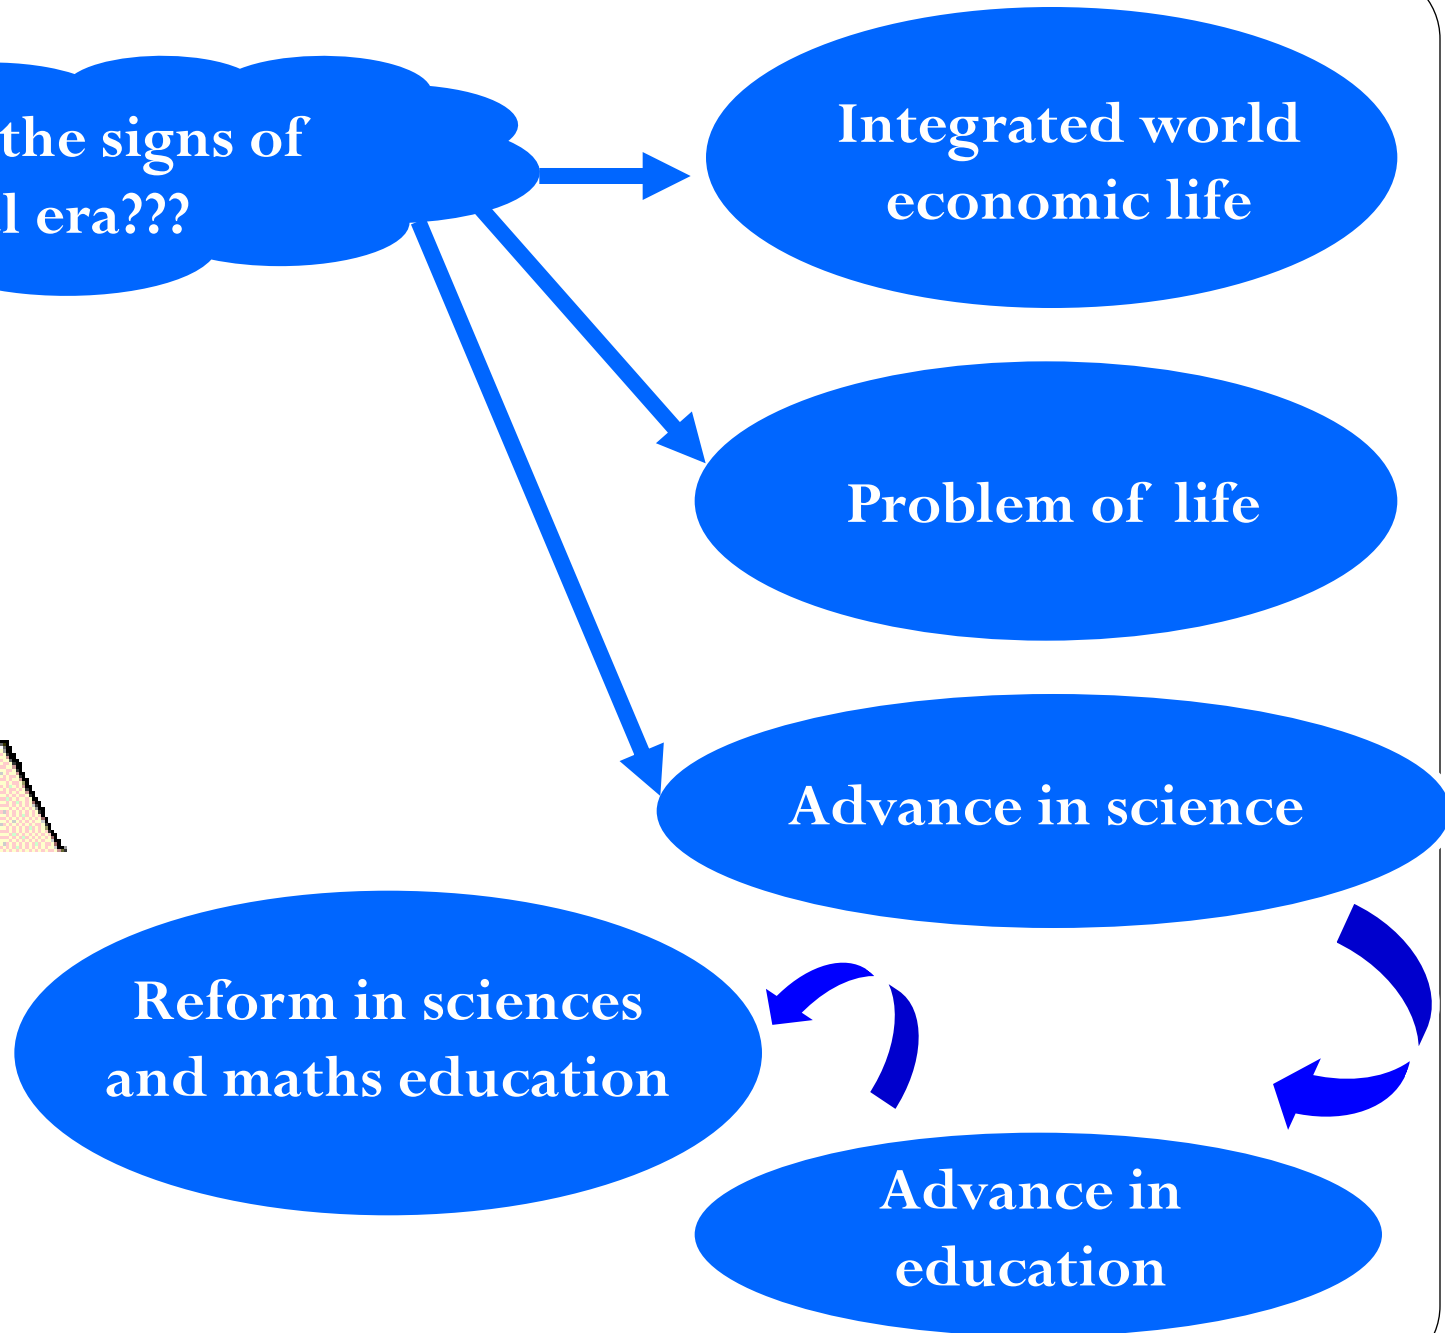 the signs of
l era???
Integrated world
economic life
Problem of life
Advance in science
Reform in sciences
and maths education
Advance in
education